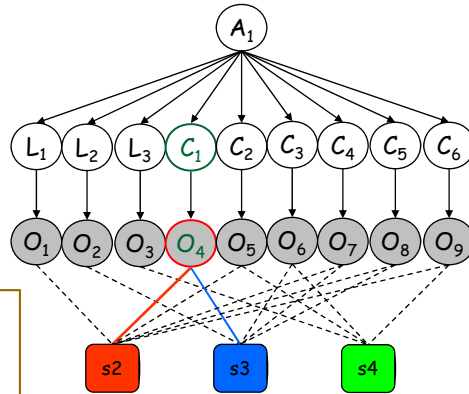 A1
L1 L2 L3 C1 C2 C3 C4 C5 C6
O1 O2 O3 O4 O5 O6 O7 O8 O9
s2 s3 s4